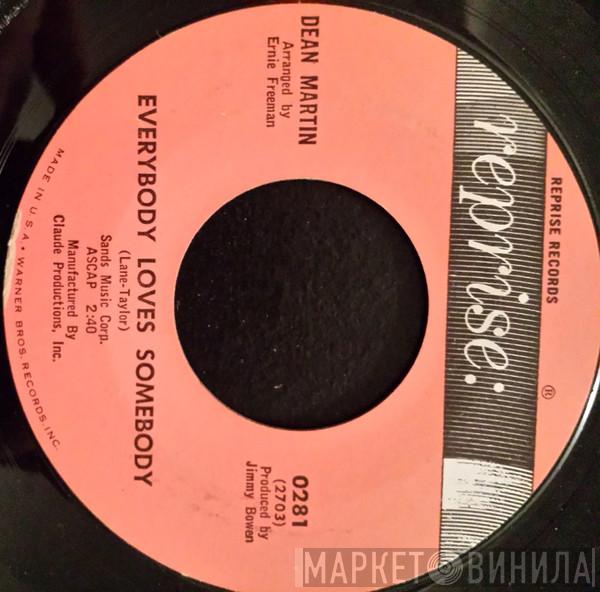 REPRISE RECORDS
reprise:
®
DEAN MARTIN
Arranged by
Ernie Freeman
0281
(2703)
Produced by
Jimmy Bowen
EVERYBODY LOVES SOMEBODY
(Lane-Taylor)
Sands Music Corp.
ASCAP 2:40
Manufactured By
Claude Productions, Inc.
MADE IN U.S.A. • WARNER BROS. RECORDS, INC.
МАРКЕТ ВИНИЛА